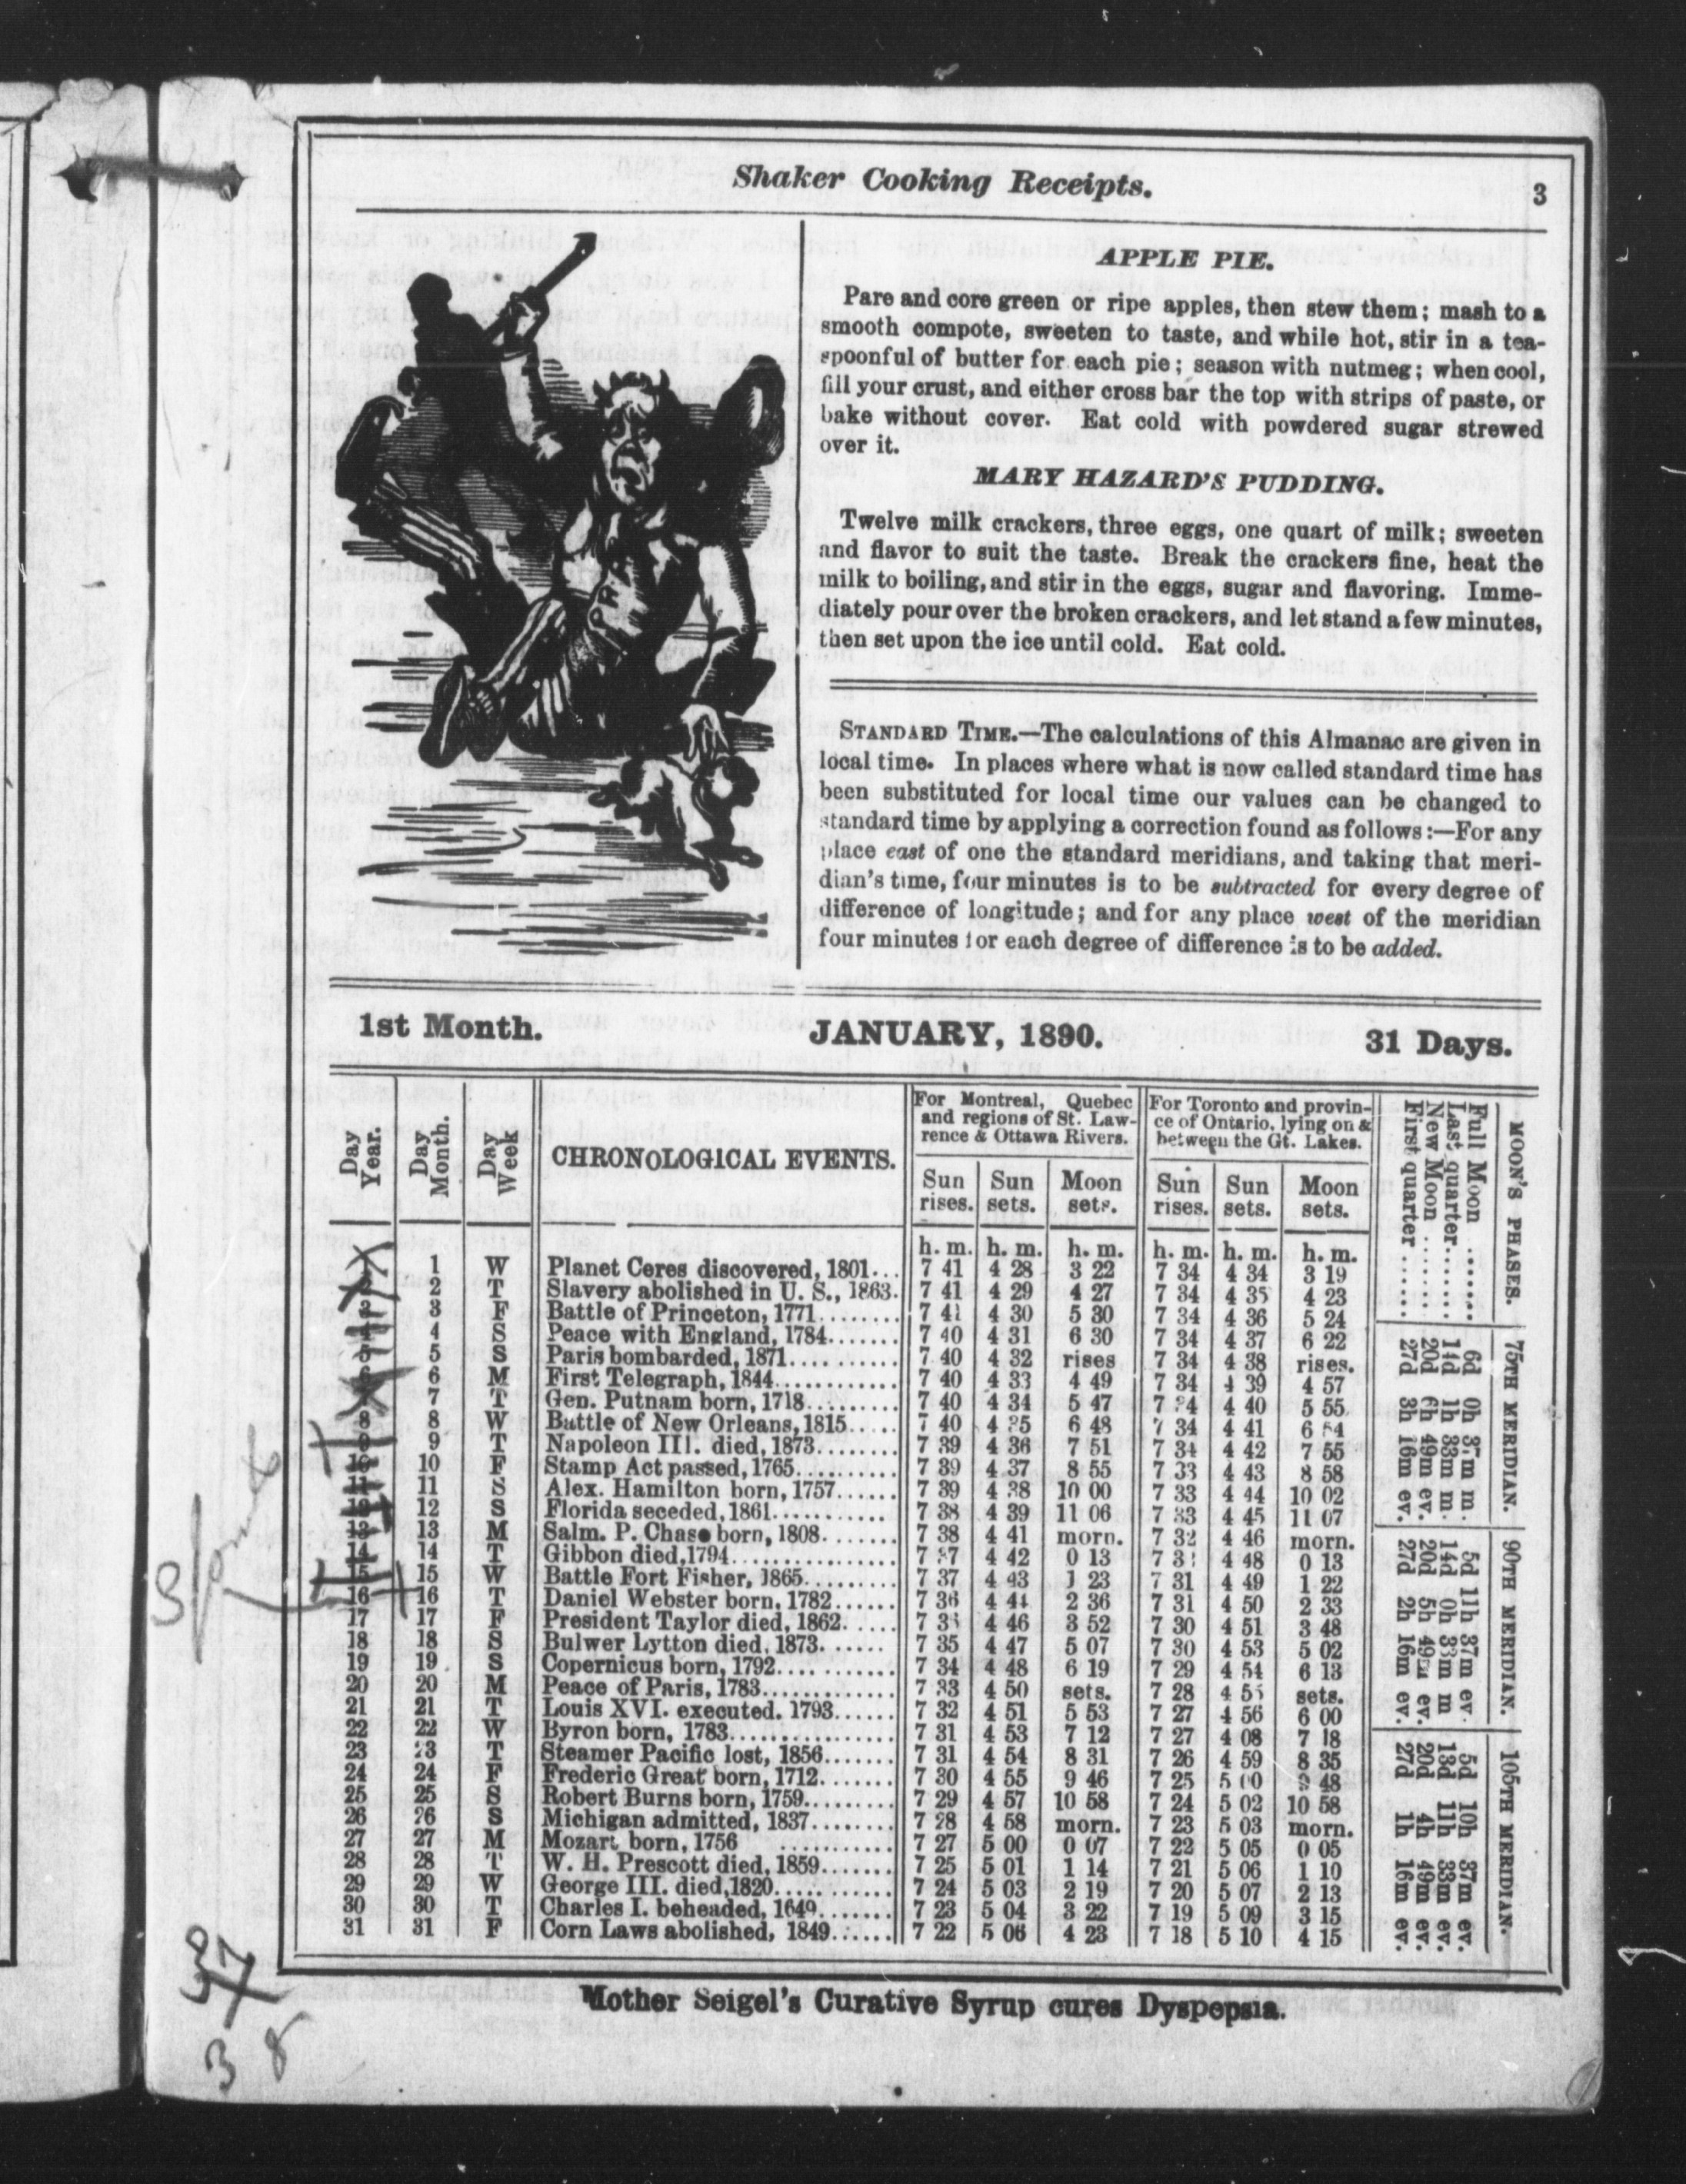 Shaker Cooking Receipts.
3
APPLE PIE.
Pare and core green or ripe apples, then stew them; mash to a
smooth compote, sweeten to taste, and while hot, stir in a tea-
spoonful of butter for each pie; season with nutmeg; when cool,
fill your crust, and either cross bar the top with strips of paste, or
bake without cover. Eat cold with powdered sugar strewed
over it.
MARY HAZARD'S PUDDING.
Twelve milk crackers, three eggs, one quart of milk; sweeten
and flavor to suit the taste. Break the crackers fine, heat the
milk to boiling, and stir in the eggs, sugar and flavoring. Imme-
diately pour over the broken crackers, and let stand a few minutes,
then set upon the ice until cold. Eat cold.
STANDARD TIME.—The calculations of this Almanac are given in
local time. In places where what is now called standard time has
been substituted for local time our values can be changed to
standard time by applying a correction found as follows:—For any
place east of one the standard meridians, and taking that meri-
dian's time, four minutes is to be subtracted for every degree of
difference of longitude; and for any place west of the meridian
four minutes for each degree of difference is to be added.
1st Month. JANUARY, 1890. 31 Days.
Day Year. Day Month. Day Week CHRONOLOGICAL EVENTS.
For Montreal, Quebec and regions of St. Lawrence & Ottawa Rivers.
For Toronto and province of Ontario, lying on & between the Gt. Lakes.
Sun rises. Sun sets. Moon sets. Sun rises. Sun sets. Moon sets.
h. m. h. m. h. m. h. m. h. m. h. m.
1 W Planet Ceres discovered, 1801... 7 41 4 28 3 22 7 34 4 34 3 19
2 T Slavery abolished in U. S., 1863. 7 41 4 29 4 27 7 34 4 35 4 23
3 F Battle of Princeton, 1771........ 7 41 4 30 5 30 7 34 4 36 5 24
4 S Peace with England, 1784....... 7 40 4 31 6 30 7 34 4 37 6 22
5 S Paris bombarded, 1871.......... 7 40 4 32 rises 7 34 4 38 rises.
6 M First Telegraph, 1844............ 7 40 4 33 4 49 7 34 4 39 4 57
7 T Gen. Putnam born, 1718......... 7 40 4 34 5 47 7 4 40 5 55
8 8 W Battle of New Orleans, 1815..... 7 40 4 6 48 7 34 4 41 6
9 9 T Napoleon III. died, 1873........ 7 39 4 36 7 51 7 34 4 42 7 55
10 10 F Stamp Act passed, 1765.......... 7 39 4 37 8 55 7 33 4 43 8 58
11 11 S Alex. Hamilton born, 1757...... 7 39 4 38 10 00 7 33 4 44 10 02
12 S Florida seceded, 1861........... 7 38 4 39 11 06 7 33 4 45 11 07
13 13 M Salm. P. Chase born, 1808....... 7 38 4 41 morn. 7 32 4 46 morn.
14 14 T Gibbon died, 1794................ 7 4 42 0 13 7 3 4 48 0 13
15 15 W Battle Fort Fisher, 1865.......... 7 37 4 43 1 23 7 31 4 49 1 22
16 16 T Daniel Webster born, 1782...... 7 36 4 44 2 36 7 31 4 50 2 33
17 17 F President Taylor died, 1862..... 7 3 4 46 3 52 7 30 4 51 3 48
18 18 S Bulwer Lytton died, 1873...... 7 35 4 47 5 07 7 30 4 53 5 02
19 19 S Copernicus born, 1792........... 7 34 4 48 6 19 7 29 4 54 6 13
20 20 M Peace of Paris, 1783............. 7 33 4 50 sets. 7 28 4 55 sets.
21 21 T Louis XVI. executed. 1793...... 7 32 4 51 5 53 7 27 4 56 6 00
22 22 W Byron born, 1783................ 7 31 4 53 7 12 7 27 4 08 7 18
23 23 T Steamer Pacific lost, 1856....... 7 31 4 54 8 31 7 26 4 59 8 35
24 24 F Frederic Great born, 1712....... 7 30 4 55 9 46 7 25 5 00 9 48
25 25 S Robert Burns born, 1759......... 7 29 4 57 10 58 7 24 5 02 10 58
26 26 S Michigan admitted, 1837........ 7 28 4 58 morn. 7 23 5 03 morn.
27 27 M Mozart born, 1756 ........... 7 27 5 00 0 07 7 22 5 05 0 05
28 28 T W. H. Prescott died, 1859....... 7 25 5 01 1 14 7 21 5 06 1 10
29 29 W George III. died, 1820........... 7 24 5 03 2 19 7 20 5 07 2 13
30 30 T Charles I. beheaded, 1649....... 7 23 5 04 3 22 7 19 5 09 3 15
31 31 F Corn Laws abolished, 1849...... 7 22 5 06 4 23 7 18 5 10 4 15
MOON'S PHASES. 75TH MERIDIAN. 90TH MERIDIAN. 105TH MERIDIAN.
Full Moon ....... 6d 0h 37m m. 5d 11h 37m ev. 5d 10h 37m ev.
Last quarter....... 14d 1h 33m m. 14d 0h 33m m 13d 11h 33m ev.
New Moon ....... 20d 6h 49m ev. 20d 5h 49m ev. 20d 4h 49m ev.
First quarter ...... 27d 3h 16m ev. 27d 2h 16m ev. 27d 1h 16m ev.
Mother Seigel's Curative Syrup cures Dyspepsia.
37
3 8